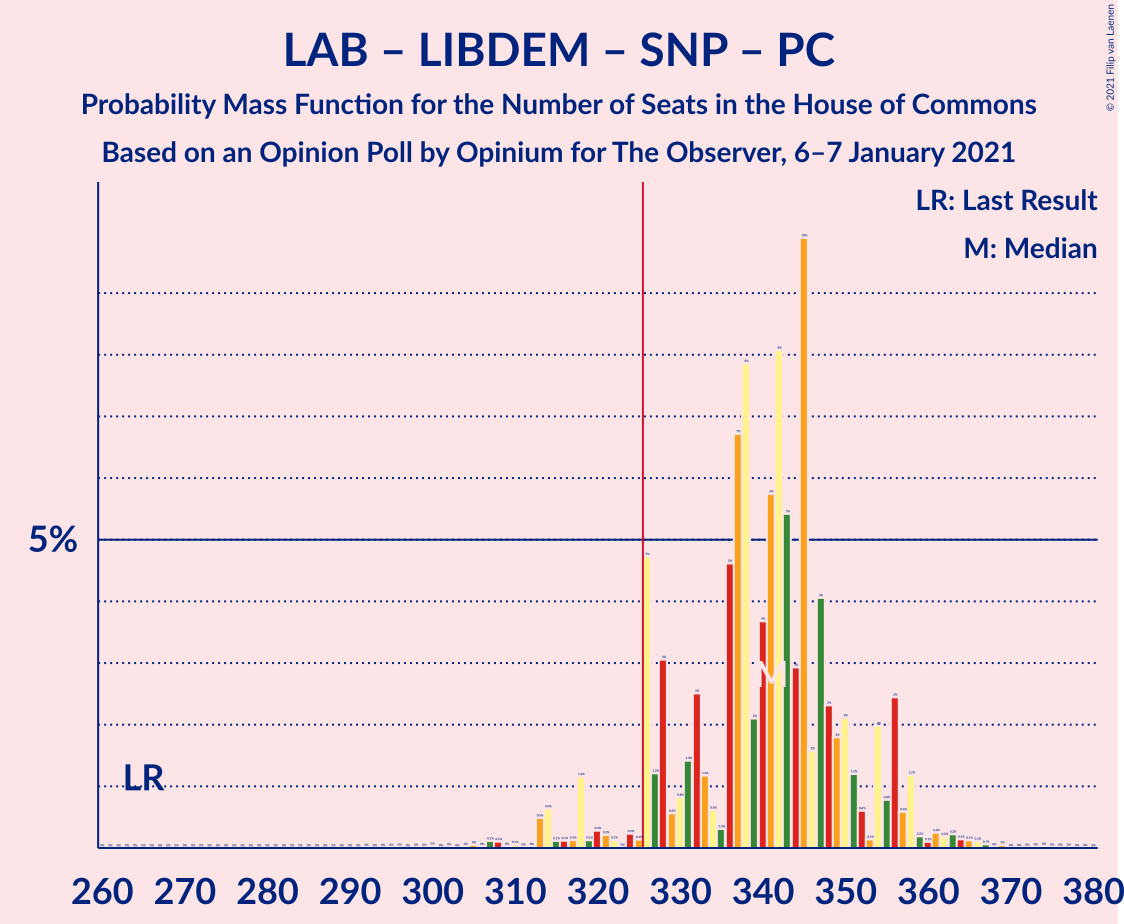 LAB – LIBDEM – SNP – PC
Probability Mass Function for the Number of Seats in the House of Commons
Based on an Opinion Poll by Opinium for The Observer, 6–7 January 2021
© 2021 Filip van Laenen
LR: Last Result
M: Median
5%
M
LR
260 270 280 290 300 310 320 330 340 350 360 370 380